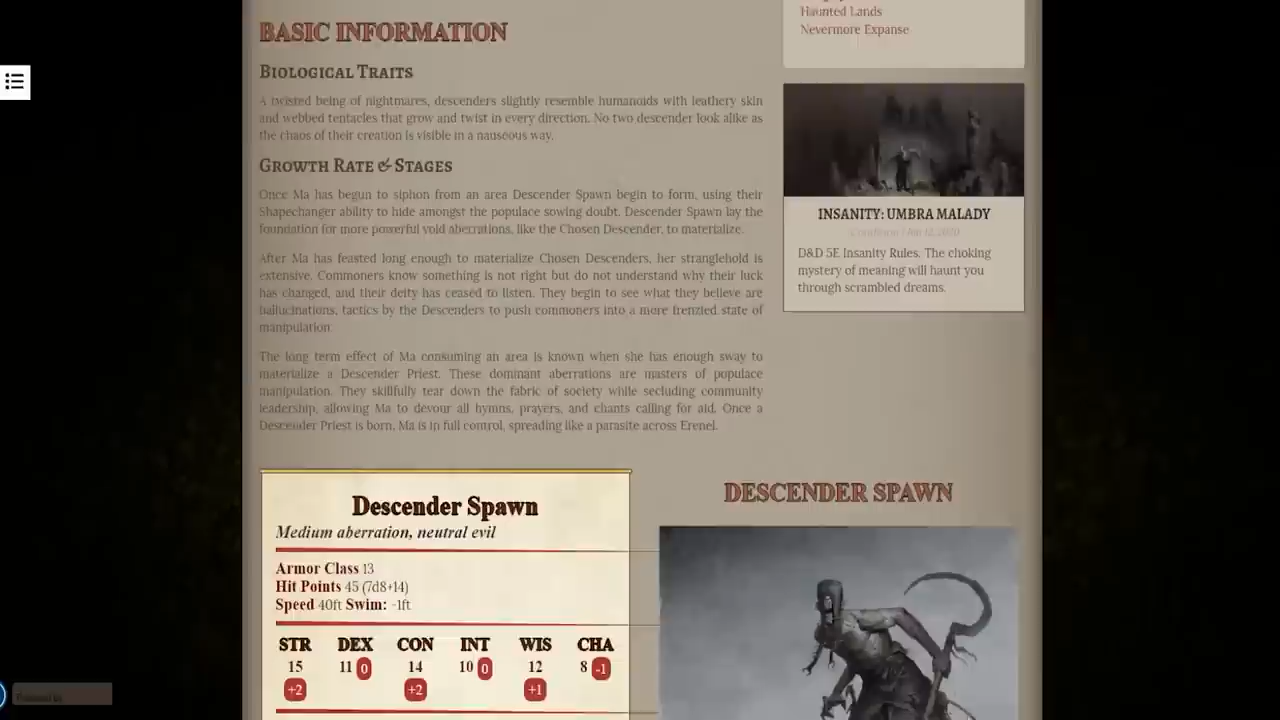 BASIC INFORMATION
BIOLOGICAL TRAITS
A twisted being of nightmares, descenders slightly resemble humanoids with leathery skin
and webbed tentacles that grow and twist in every direction. No two descender look alike as
the chaos of their creation is visible in a nauseous way.
GROWTH RATE & STAGES
Once Ma has begun to siphon from an area Descender Spawn begin to form, using their
Shapechanger ability to hide amongst the populace sowing doubt. Descender Spawn lay the
foundation for more powerful void aberrations, like the Chosen Descender, to materialize.
After Ma has feasted long enough to materialize Chosen Descenders, her stranglehold is
extensive. Commoners know something is not right but do not understand why their luck
has changed, and their deity has ceased to listen. They begin to see what they believe are
hallucinations, tactics by the Descenders to push commoners into a more frenzied state of
manipulation
The long term effect of Ma consuming an area is known when she has enough sway to
materialize a Descender Priest. These dominant aberrations are masters of populace
manipulation. They skillfully tear down the fabric of society while secluding community
leadership, allowing Ma to devour all hymns, prayers, and chants calling for aid. Once a
Descender Priest is born, Ma is in full control, spreading like a parasite across Erenel.
Haunted Lands
Nevermore Expanse
INSANITY: UMBRA MALADY
Condition / Jan 12, 2020
D&D 5E Insanity Rules. The choking
mystery of meaning will haunt you
through scrambled dreams.
Descender Spawn
Medium aberration, neutral evil
Armor Class 13
Hit Points 45 (7d8+14)
Speed 40ft Swim: -1ft
STR DEX CON INT WIS CHA
15 11 0 14 10 0 12 8 -1
+2 +2 +1
DESCENDER SPAWN